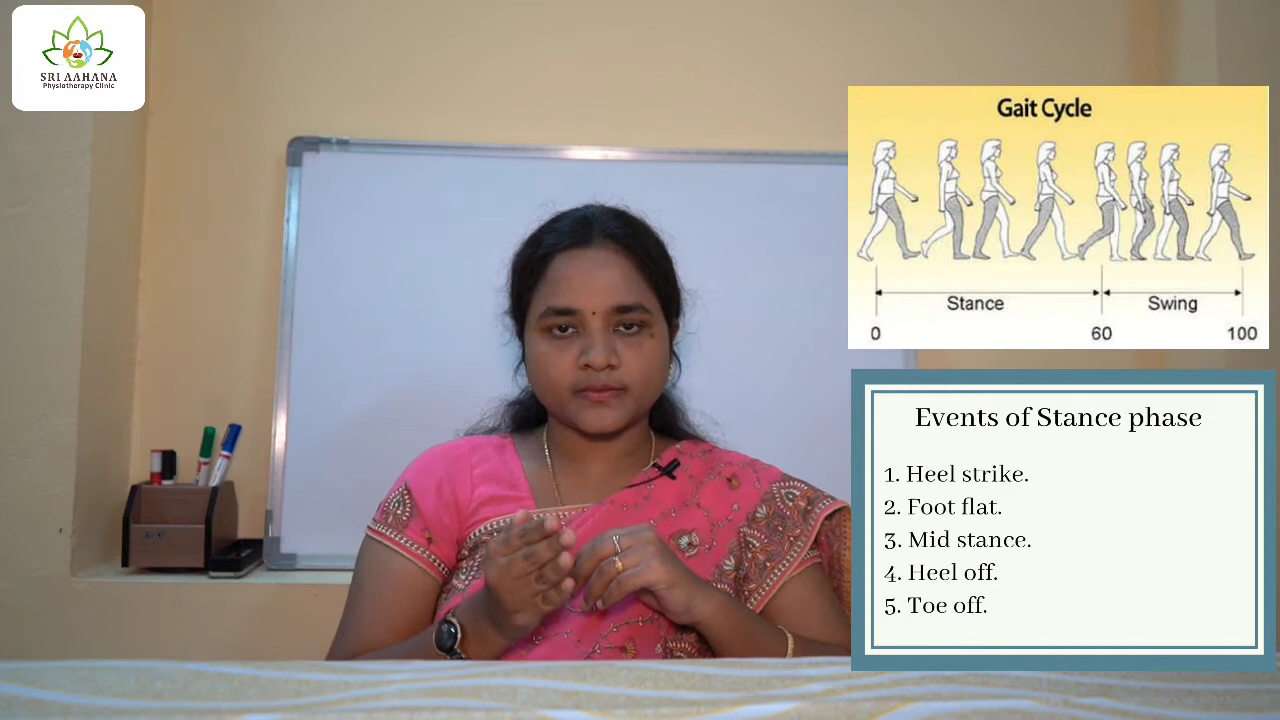 SRI AAHANA
Physiotherapy Clinic
Gait Cycle
Stance
Swing
0
60
100
Events of Stance phase
1. Heel strike.
2. Foot flat.
3. Mid stance.
4. Heel off.
5. Toe off.